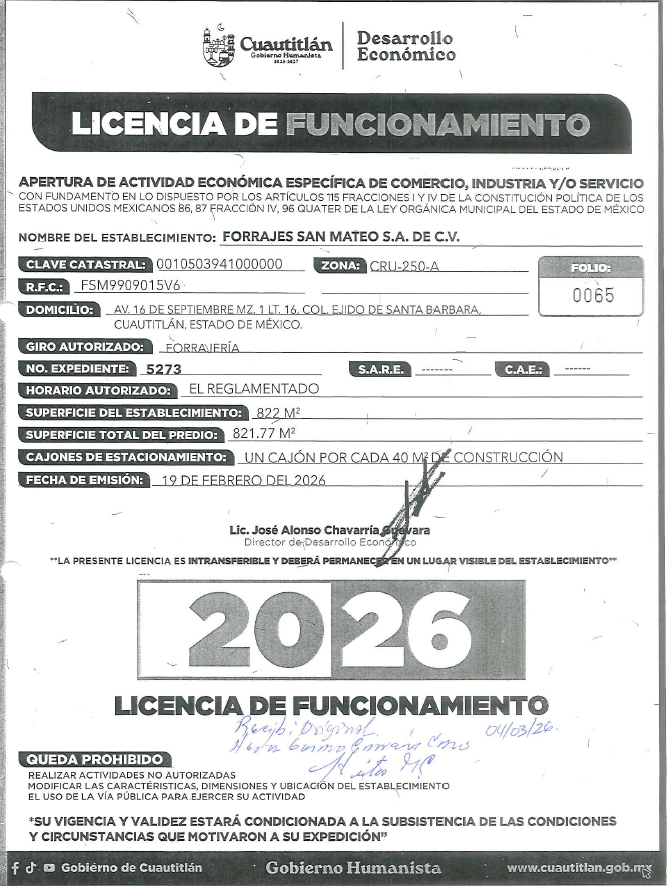 Cuautitlán
Gobierno Humanista
2025-2027
Desarrollo
Económico
LICENCIA DE FUNCIONAMIENTO
APERTURA DE ACTIVIDAD ECONÓMICA ESPECÍFICA DE COMERCIO, INDUSTRIA Y/O SERVICIO
CON FUNDAMENTO EN LO DISPUESTO POR LOS ARTÍCULOS 115 FRACCIONES I Y IV DE LA CONSTITUCIÓN POLÍTICA DE LOS
ESTADOS UNIDOS MEXICANOS 86, 87 FRACCIÓN IV, 96 QUATER DE LA LEY ORGÁNICA MUNICIPAL DEL ESTADO DE MÉXICO
NOMBRE DEL ESTABLECIMIENTO: FORRAJES SAN MATEO S.A. DE C.V.
CLAVE CATASTRAL: 0010503941000000 ZONA: CRU-250-A
FOLIO:
0065
R.F.C.: FSM9909015V6
DOMICILIO: AV. 16 DE SEPTIEMBRE MZ. 1 LT. 16, COL. EJIDO DE SANTA BARBARA,
CUAUTITLÁN, ESTADO DE MÉXICO.
GIRO AUTORIZADO: FORRAJERÍA
NO. EXPEDIENTE: 5273 S.A.R.E. ------- C.A.E.: ------
HORARIO AUTORIZADO: EL REGLAMENTADO
SUPERFICIE DEL ESTABLECIMIENTO: 822 M²
SUPERFICIE TOTAL DEL PREDIO: 821.77 M²
CAJONES DE ESTACIONAMIENTO: UN CAJÓN POR CADA 40 M² DE CONSTRUCCIÓN
FECHA DE EMISIÓN: 19 DE FEBRERO DEL 2026
Lic. José Alonso Chavarría Guevara
Director de Desarrollo Económico
**LA PRESENTE LICENCIA ES INTRANSFERIBLE Y DEBERÁ PERMANECER EN UN LUGAR VISIBLE DEL ESTABLECIMIENTO**
2026
LICENCIA DE FUNCIONAMIENTO
Recibi Original 04/03/26.
QUEDA PROHIBIDO
REALIZAR ACTIVIDADES NO AUTORIZADAS
MODIFICAR LAS CARACTERÍSTICAS, DIMENSIONES Y UBICACIÓN DEL ESTABLECIMIENTO
EL USO DE LA VÍA PÚBLICA PARA EJERCER SU ACTIVIDAD
*SU VIGENCIA Y VALIDEZ ESTARÁ CONDICIONADA A LA SUBSISTENCIA DE LAS CONDICIONES
Y CIRCUNSTANCIAS QUE MOTIVARON A SU EXPEDICIÓN"
Gobierno de Cuautitlán
Gobierno Humanista
www.cuautitlan.gob.mx